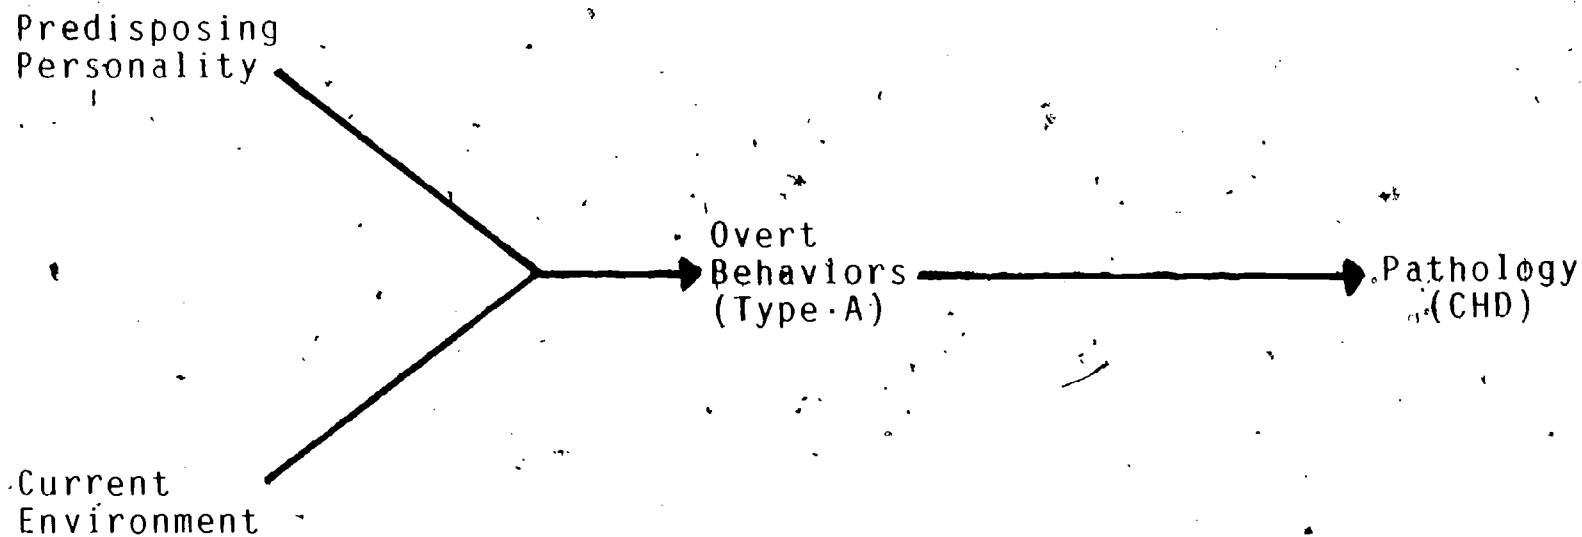 Predisposing
Personality
Overt
Behaviors
(Type A)
Pathology
(CHD)
Current
Environment